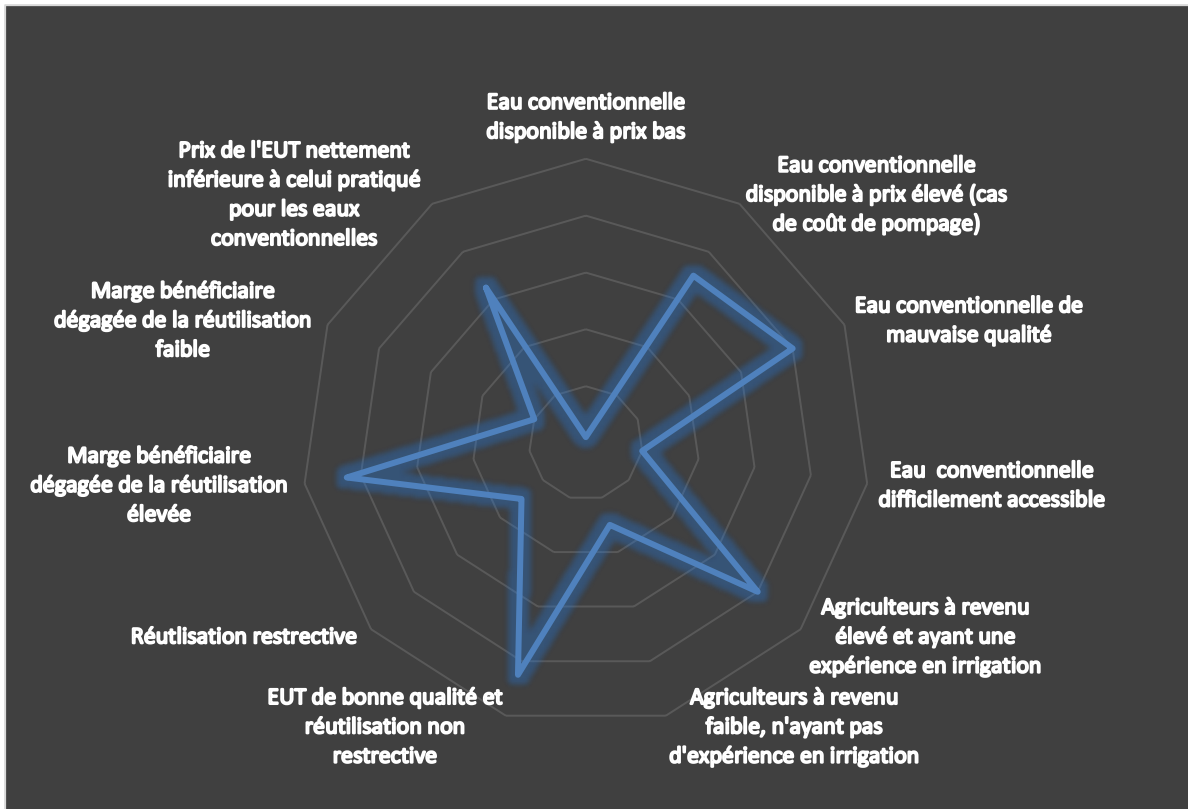 Eau conventionnelle
disponible à prix bas
Eau conventionnelle
disponible à prix élevé (cas
de coût de pompage)
Eau conventionnelle de
mauvaise qualité
Eau  conventionnelle
difficilement accessible
Agriculteurs à revenu
élevé et ayant une
expérience en irrigation
Agriculteurs à revenu
faible, n'ayant pas
d'expérience en irrigation
EUT de bonne qualité et
réutilisation non
restrective
Réutlisation restrective
Marge bénéficiaire
dégagée de la réutilisation
élevée
Marge bénéficiaire
dégagée de la réutilisation
faible
Prix de l'EUT nettement
inférieure à celui pratiqué
pour les eaux
conventionnelles